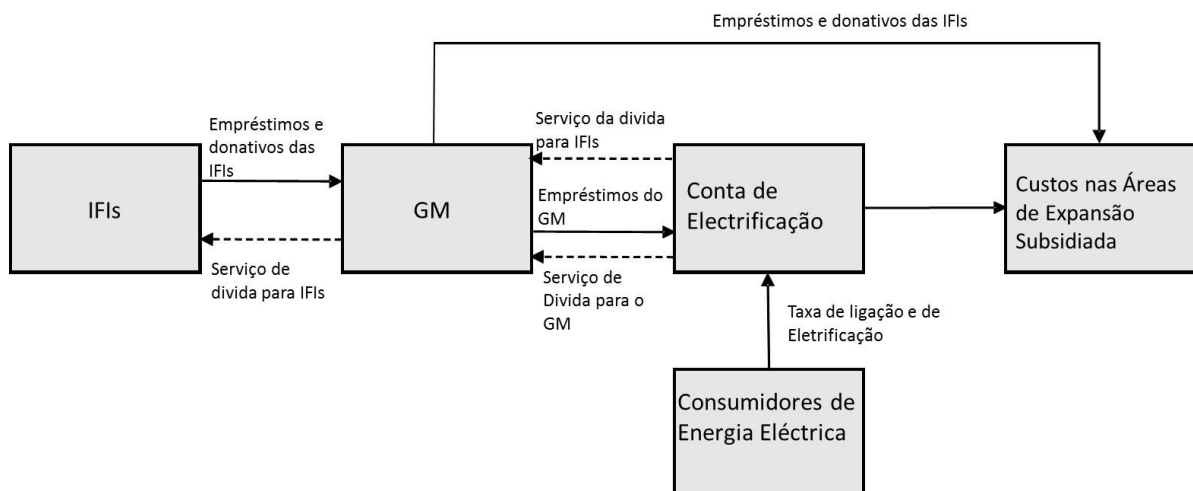 Empréstimos e donativos das IFIs
Empréstimos e
donativos das
IFIs
Serviço da divida
para IFIs
IFIs
GM
Empréstimos do
GM
Conta de
Electrificação
Custos nas Áreas
de Expansão
Subsidiada
Serviço de
divida para IFIs
Serviço de
Divida para o
GM
Taxa de ligação e de
Eletrificação
Consumidores de
Energia Eléctrica